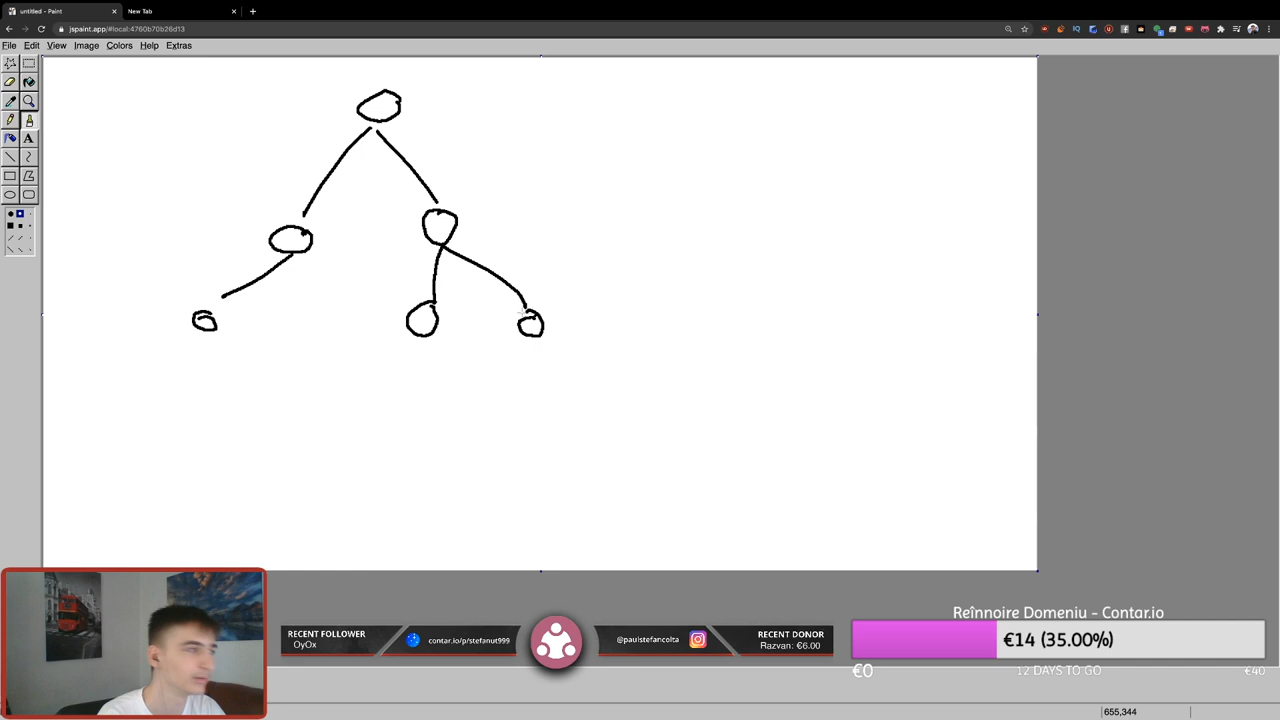 untitled - Paint
New Tab
jspaint.app/#local:4760b70b26d13
File Edit View Image Colors Help Extras
A
RECENT FOLLOWER
OyOx
contar.io/p/stefanut999
@paulstefancolta
RECENT DONOR
Razvan: €6.00
Reînnoire Domeniu - Contar.io
€14 (35.00%)
€0
12 DAYS TO GO
€40
655,344